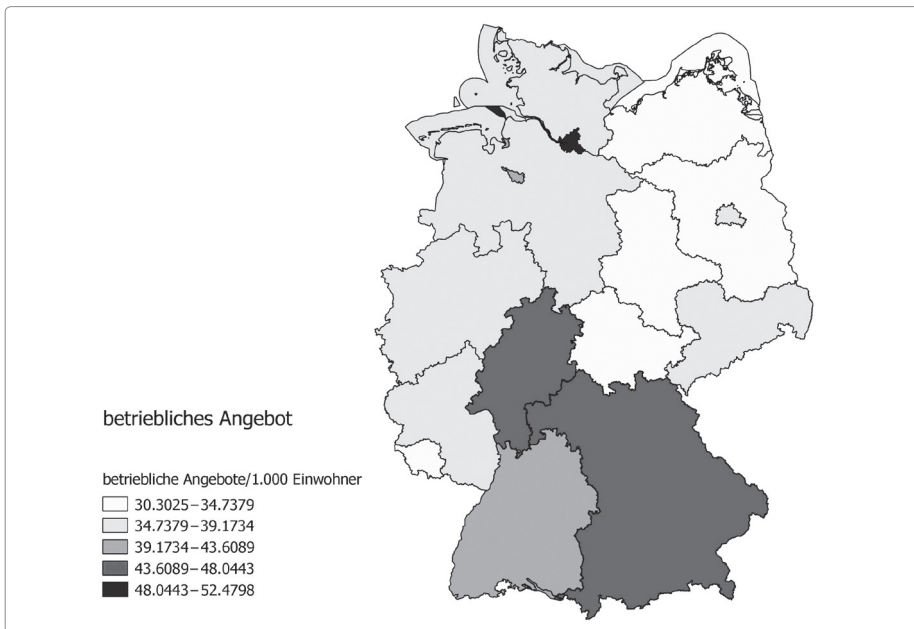 betriebliches Angebot
betriebliche Angebote/1.000 Einwohner
30.3025–34.7379
34.7379–39.1734
39.1734–43.6089
43.6089–48.0443
48.0443–52.4798